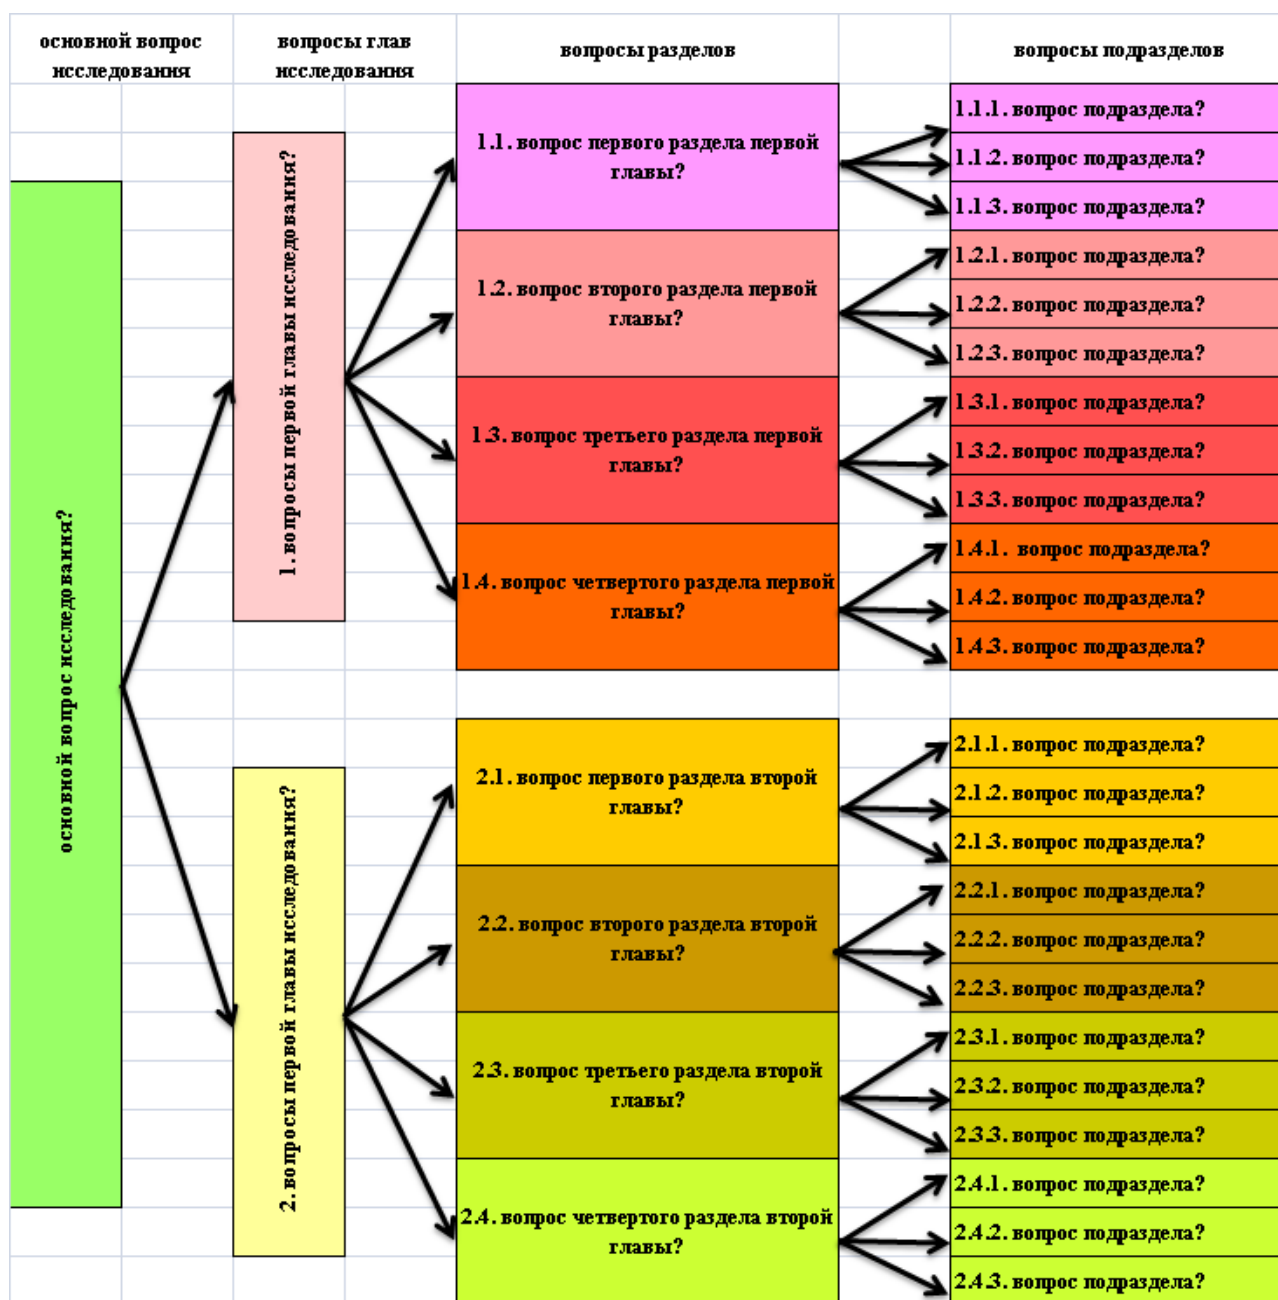 основной вопрос
исследования
вопросы глав
исследования
вопросы разделов
вопросы подразделов
основной вопрос исследования?
1. вопросы первой главы исследования?
1.1. вопрос первого раздела первой
главы?
1.1.1. вопрос подраздела?
1.1.2. вопрос подраздела?
1.1.3. вопрос подраздела?
1.2. вопрос второго раздела первой
главы?
1.2.1. вопрос подраздела?
1.2.2. вопрос подраздела?
1.2.3. вопрос подраздела?
1.3. вопрос третьего раздела первой
главы?
1.3.1. вопрос подраздела?
1.3.2. вопрос подраздела?
1.3.3. вопрос подраздела?
1.4. вопрос четвертого раздела первой
главы?
1.4.1. вопрос подраздела?
1.4.2. вопрос подраздела?
1.4.3. вопрос подраздела?
2. вопросы первой главы исследования?
2.1. вопрос первого раздела второй
главы?
2.1.1. вопрос подраздела?
2.1.2. вопрос подраздела?
2.1.3. вопрос подраздела?
2.2. вопрос второго раздела второй
главы?
2.2.1. вопрос подраздела?
2.2.2. вопрос подраздела?
2.2.3. вопрос подраздела?
2.3. вопрос третьего раздела второй
главы?
2.3.1. вопрос подраздела?
2.3.2. вопрос подраздела?
2.3.3. вопрос подраздела?
2.4. вопрос четвертого раздела второй
главы?
2.4.1. вопрос подраздела?
2.4.2. вопрос подраздела?
2.4.3. вопрос подраздела?